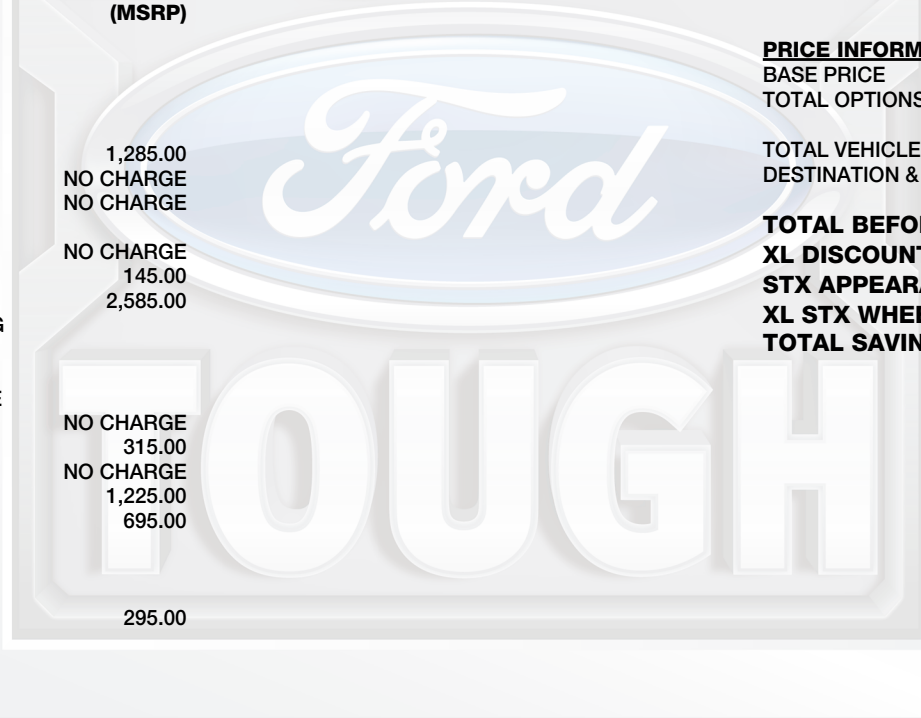 (MSRP)
1,285.00
NO CHARGE
NO CHARGE
NO CHARGE
145.00
2,585.00
NO CHARGE
315.00
NO CHARGE
1,225.00
695.00
295.00
PRICE INFORM
BASE PRICE
TOTAL OPTIONS
TOTAL VEHICLE
DESTINATION &
TOTAL BEFO
XL DISCOUNT
STX APPEAR
XL STX WHE
TOTAL SAVIN
Ford
TOUGH